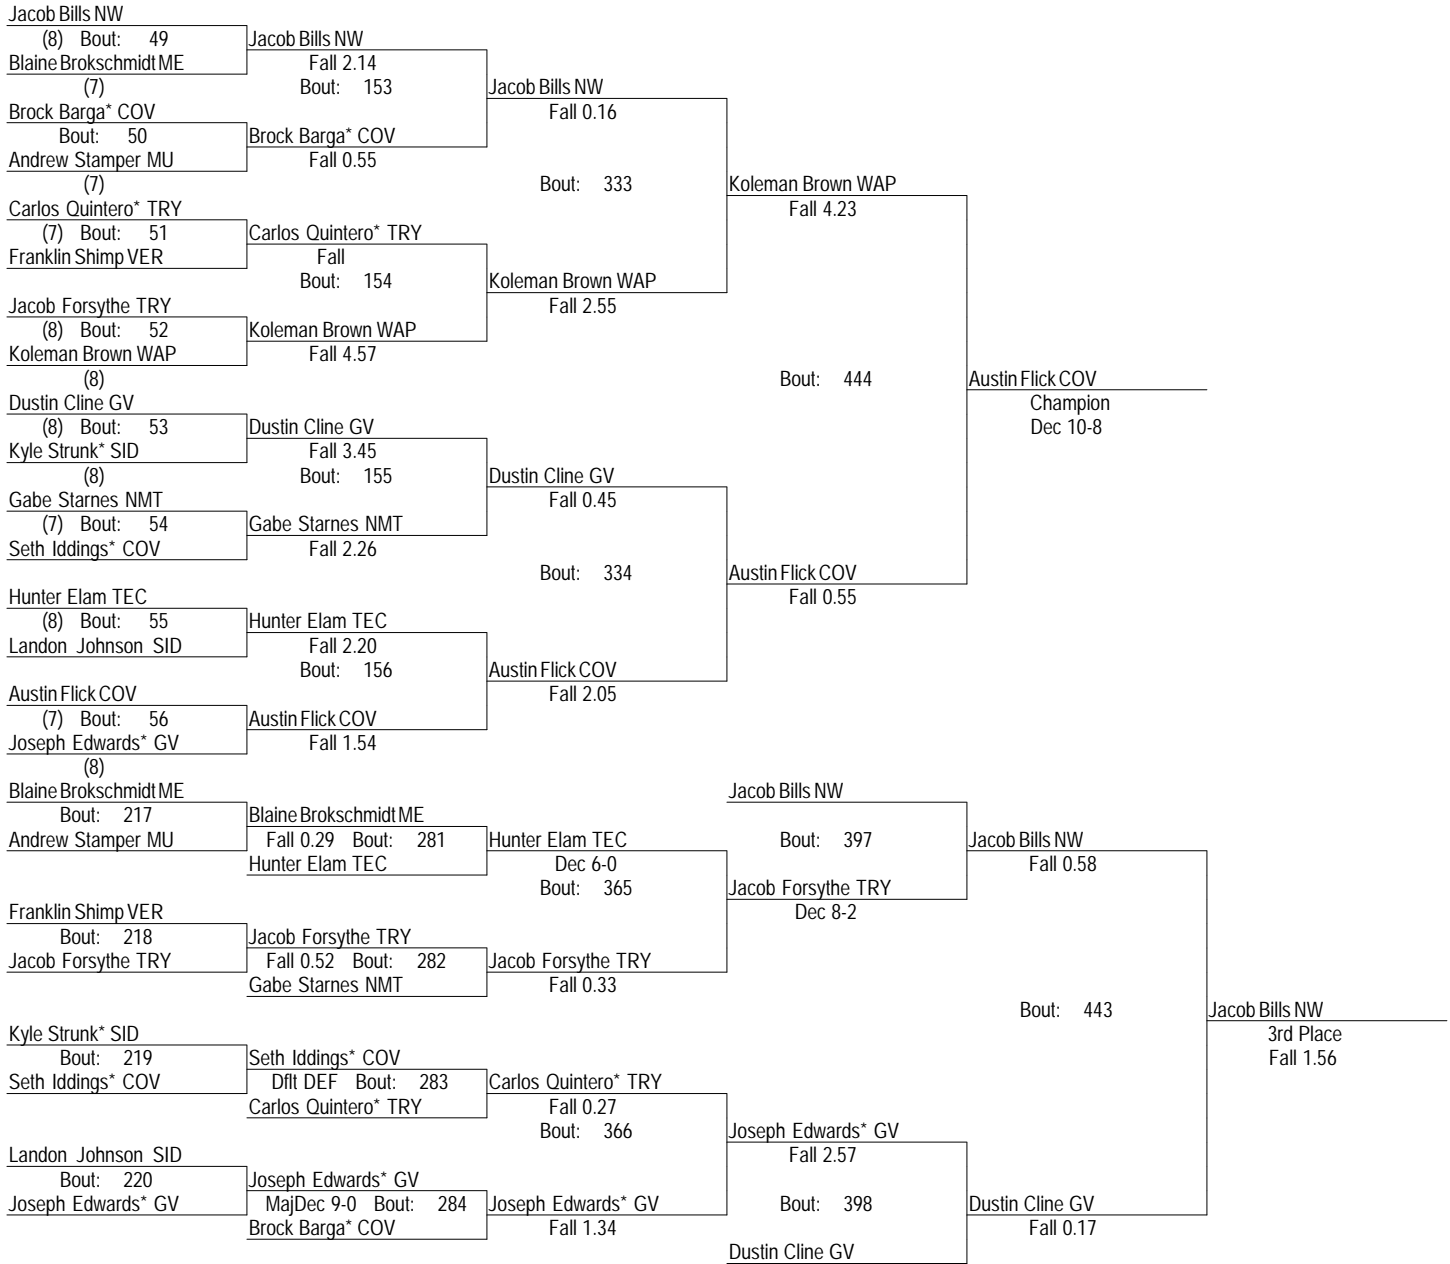 Jacob Bills NW
(8) Bout: 49 Jacob Bills NW
Blaine Brokschmidt ME Fall 2.14
(7) Bout: 153 Jacob Bills NW
Brock Barga* COV Fall 0.16
Bout: 50 Brock Barga* COV
Andrew Stamper MU Fall 0.55
(7) Bout: 333 Koleman Brown WAP
Carlos Quintero* TRY Fall 4.23
(7) Bout: 51 Carlos Quintero* TRY
Franklin Shimp VER Fall
Bout: 154 Koleman Brown WAP
Jacob Forsythe TRY Fall 2.55
(8) Bout: 52 Koleman Brown WAP
Koleman Brown WAP Fall 4.57
(8) Bout: 444 Austin Flick COV
Dustin Cline GV Champion
(8) Bout: 53 Dustin Cline GV Dec 10-8
Kyle Strunk* SID Fall 3.45
(8) Bout: 155 Dustin Cline GV
Gabe Starnes NMT Fall 0.45
(7) Bout: 54 Gabe Starnes NMT
Seth Iddings* COV Fall 2.26
Bout: 334 Austin Flick COV
Hunter Elam TEC Fall 0.55
(8) Bout: 55 Hunter Elam TEC
Landon Johnson SID Fall 2.20
Bout: 156 Austin Flick COV
Austin Flick COV Fall 2.05
(7) Bout: 56 Austin Flick COV
Joseph Edwards* GV Fall 1.54
(8)
Blaine Brokschmidt ME Jacob Bills NW
Bout: 217 Blaine Brokschmidt ME
Andrew Stamper MU Fall 0.29 Bout: 281 Hunter Elam TEC Bout: 397 Jacob Bills NW
Hunter Elam TEC Dec 6-0 Fall 0.58
Bout: 365 Jacob Forsythe TRY
Franklin Shimp VER Dec 8-2
Bout: 218 Jacob Forsythe TRY
Jacob Forsythe TRY Fall 0.52 Bout: 282 Jacob Forsythe TRY
Gabe Starnes NMT Fall 0.33
Bout: 443 Jacob Bills NW
Kyle Strunk* SID 3rd Place
Bout: 219 Seth Iddings* COV Fall 1.56
Seth Iddings* COV Dflt DEF Bout: 283 Carlos Quintero* TRY
Carlos Quintero* TRY Fall 0.27
Bout: 366 Joseph Edwards* GV
Landon Johnson SID Fall 2.57
Bout: 220 Joseph Edwards* GV
Joseph Edwards* GV MajDec 9-0 Bout: 284 Joseph Edwards* GV Bout: 398 Dustin Cline GV
Brock Barga* COV Fall 1.34 Fall 0.17
Dustin Cline GV